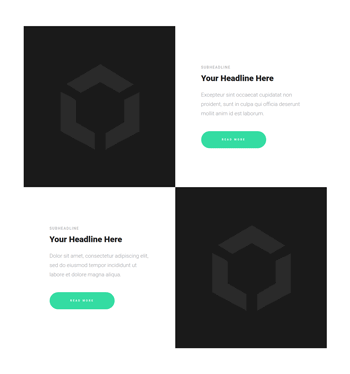 SUBHEADLINE
Your Headline Here
Excepteur sint occaecat cupidatat non
proident, sunt in culpa qui officia deserunt
mollit anim id est laborum.
READ MORE
SUBHEADLINE
Your Headline Here
Dolor sit amet, consectetur adipiscing elit,
sed do eiusmod tempor incididunt ut
labore et dolore magna aliqua.
READ MORE